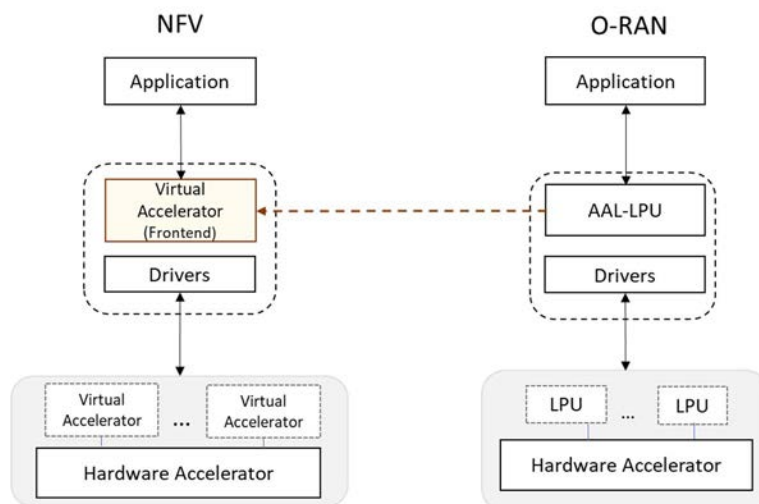 NFV
O-RAN
Application
Application
Virtual
Accelerator
(Frontend)
AAL-LPU
Drivers
Drivers
Virtual
Accelerator
...
Virtual
Accelerator
LPU
...
LPU
Hardware Accelerator
Hardware Accelerator